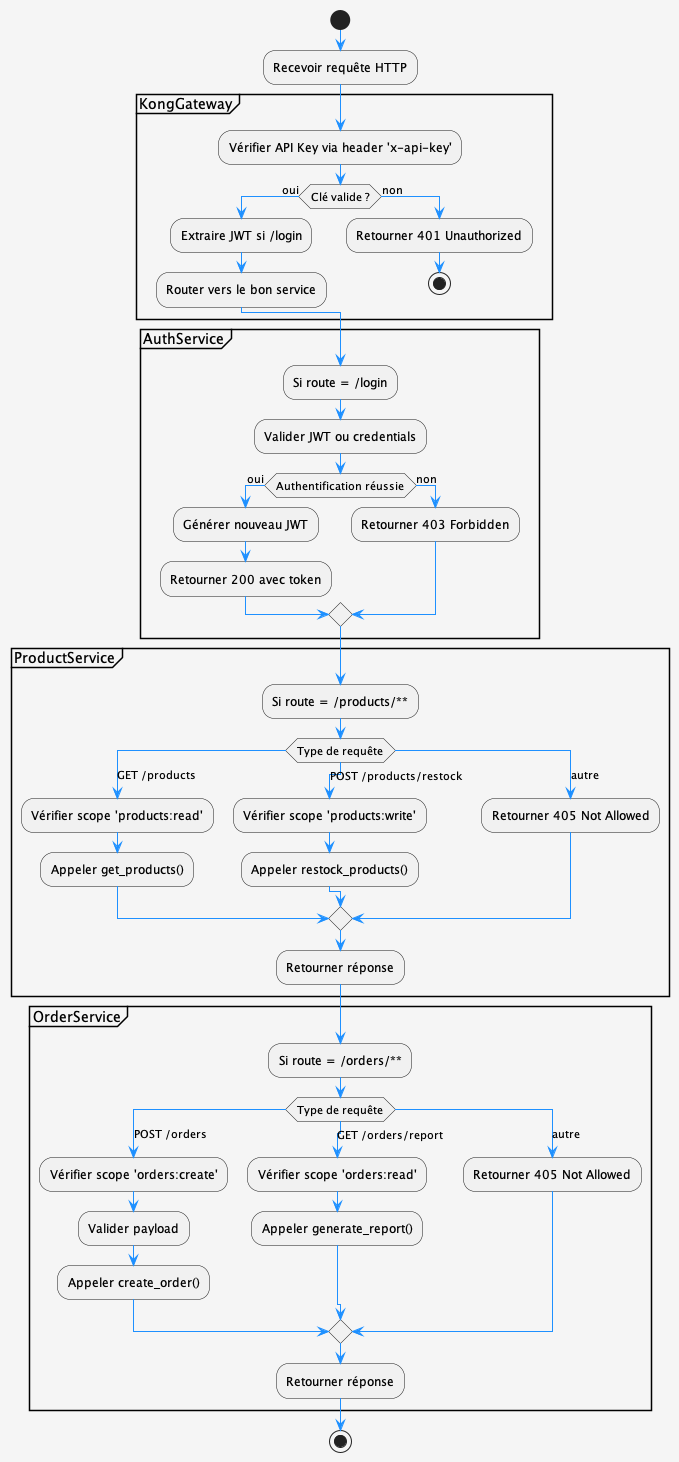 Recevoir requête HTTP
KongGateway
Vérifier API Key via header 'x-api-key'
oui
Clé valide ?
non
Extraire JWT si /login
Retourner 401 Unauthorized
Router vers le bon service
AuthService
Si route = /login
Valider JWT ou credentials
oui
Authentification réussie
non
Générer nouveau JWT
Retourner 403 Forbidden
Retourner 200 avec token
ProductService
Si route = /products/**
Type de requête
GET /products
POST /products/restock
autre
Vérifier scope 'products:read'
Vérifier scope 'products:write'
Retourner 405 Not Allowed
Appeler get_products()
Appeler restock_products()
Retourner réponse
OrderService
Si route = /orders/**
Type de requête
POST /orders
GET /orders/report
autre
Vérifier scope 'orders:create'
Vérifier scope 'orders:read'
Retourner 405 Not Allowed
Valider payload
Appeler generate_report()
Appeler create_order()
Retourner réponse